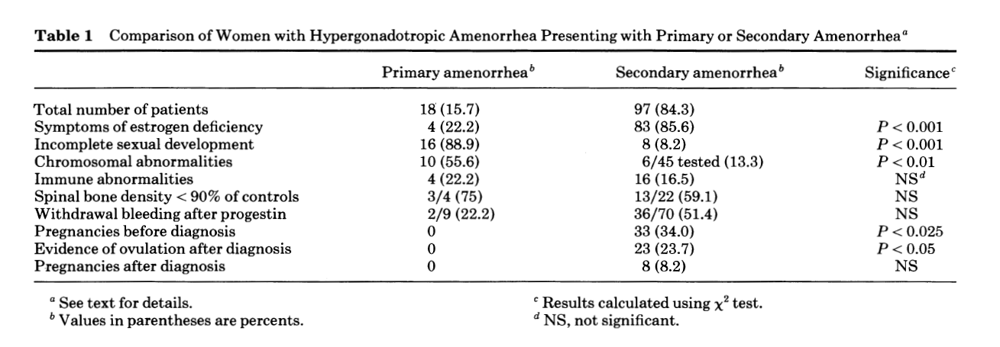 Table 1 Comparison of Women with Hypergonadotropic Amenorrhea Presenting with Primary or Secondary Amenorrhea^a
Primary amenorrhea^b Secondary amenorrhea^b Significance^c
Total number of patients 18 (15.7) 97 (84.3)
Symptoms of estrogen deficiency 4 (22.2) 83 (85.6) P < 0.001
Incomplete sexual development 16 (88.9) 8 (8.2) P < 0.001
Chromosomal abnormalities 10 (55.6) 6/45 tested (13.3) P < 0.01
Immune abnormalities 4 (22.2) 16 (16.5) NS^d
Spinal bone density < 90% of controls 3/4 (75) 13/22 (59.1) NS
Withdrawal bleeding after progestin 2/9 (22.2) 36/70 (51.4) NS
Pregnancies before diagnosis 0 33 (34.0) P < 0.025
Evidence of ovulation after diagnosis 0 23 (23.7) P < 0.05
Pregnancies after diagnosis 0 8 (8.2) NS
^a See text for details. ^c Results calculated using χ² test.
^b Values in parentheses are percents. ^d NS, not significant.